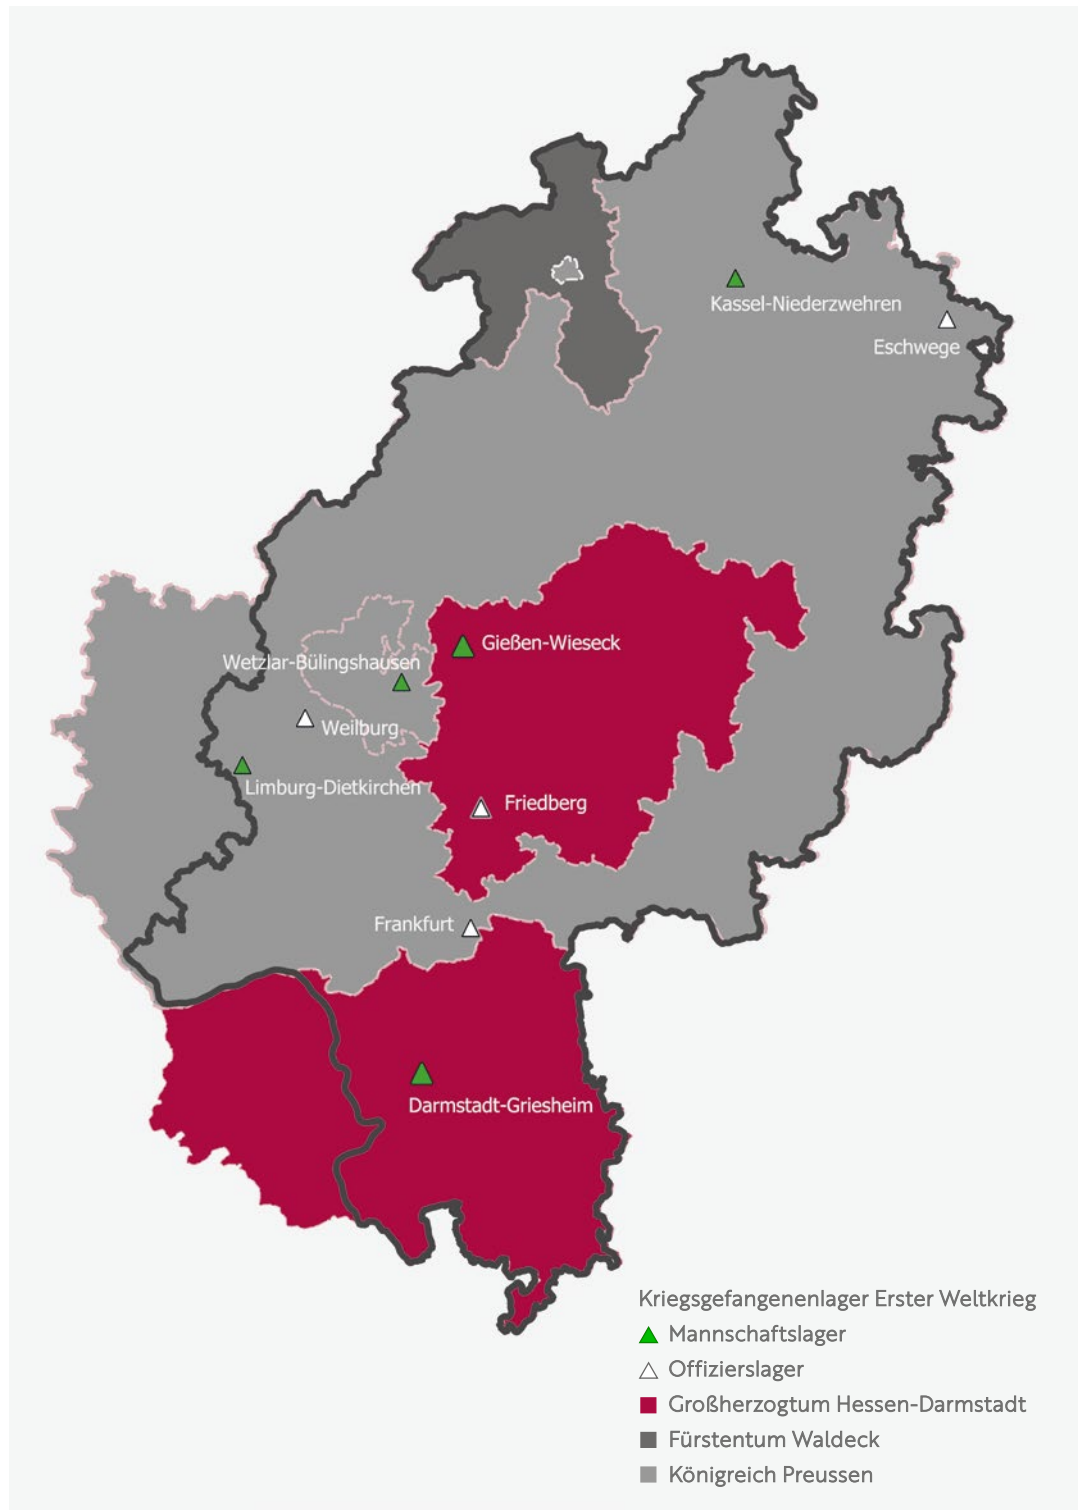 Kassel-Niederzwehren
Eschwege
Gießen-Wieseck
Wetzlar-Bülingshausen
Weilburg
Limburg-Dietkirchen
Friedberg
Frankfurt
Darmstadt-Griesheim
Kriegsgefangenenlager Erster Weltkrieg
Mannschaftslager
Offizierslager
Großherzogtum Hessen-Darmstadt
Fürstentum Waldeck
Königreich Preussen